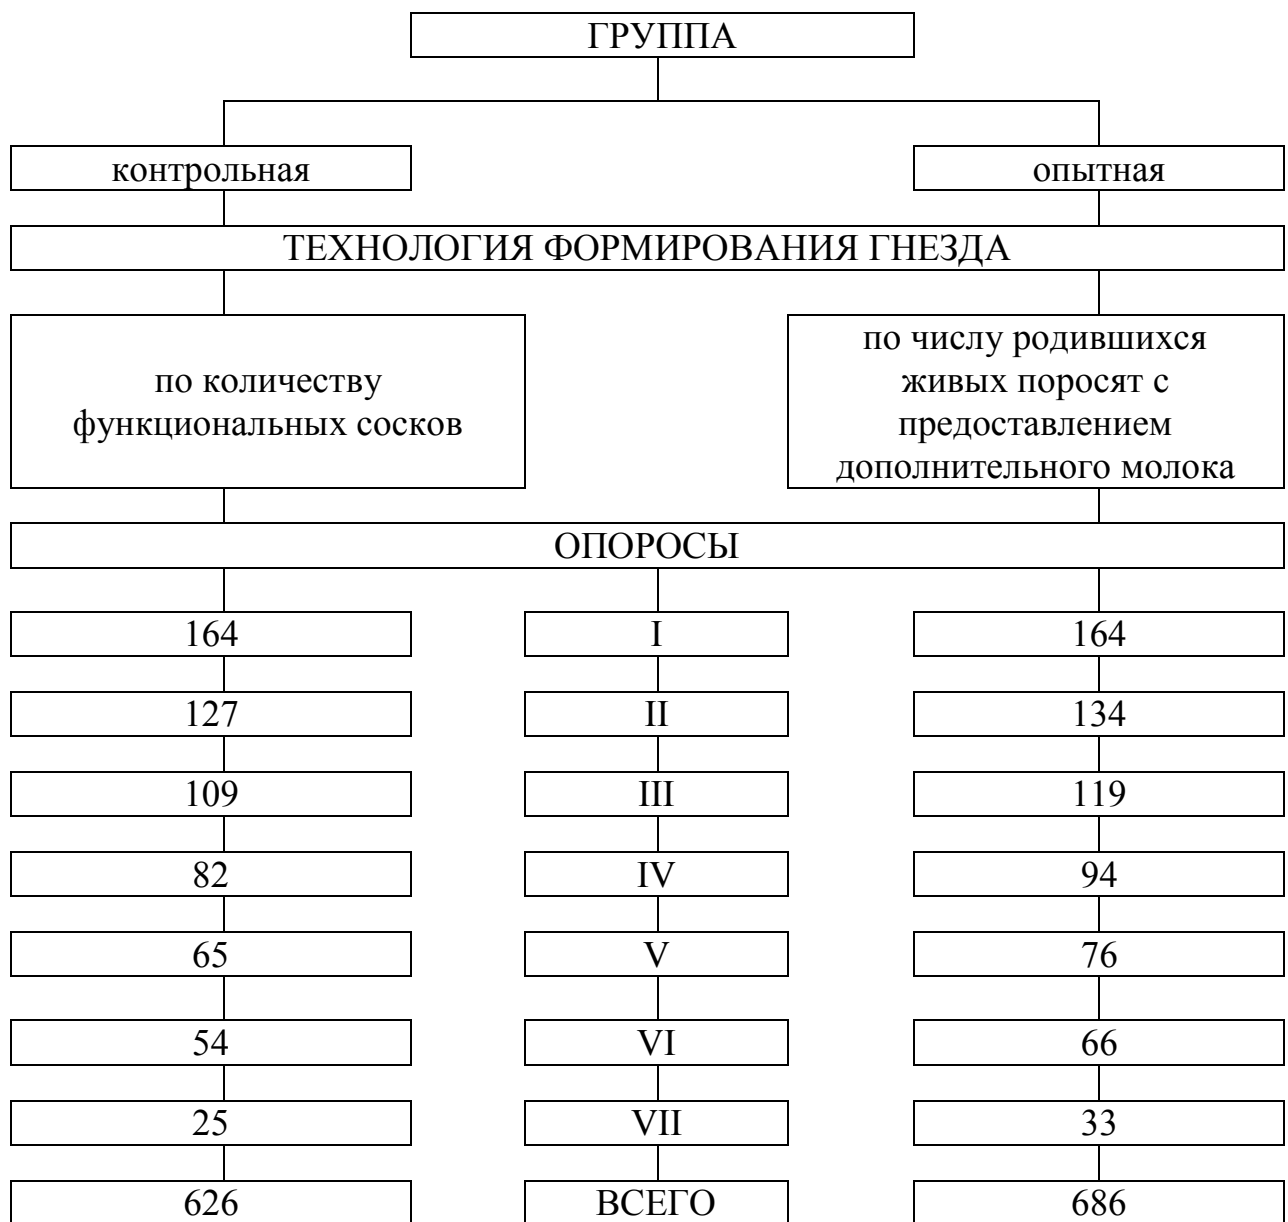 ГРУППА
контрольная
опытная
ТЕХНОЛОГИЯ ФОРМИРОВАНИЯ ГНЕЗДА
по количеству
функциональных сосков
по числу родившихся
живых поросят с
предоставлением
дополнительного молока
ОПОРОСЫ
164 I 164
127 II 134
109 III 119
82 IV 94
65 V 76
54 VI 66
25 VII 33
626 ВСЕГО 686